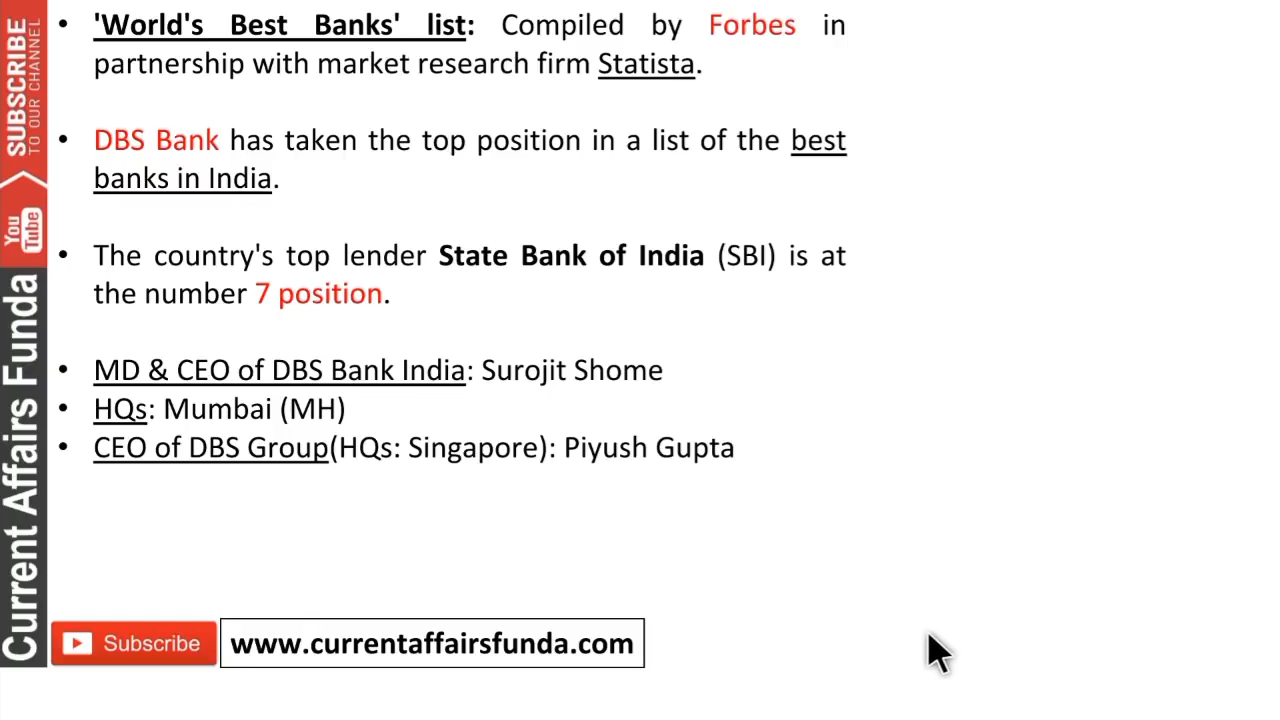 • 'World's Best Banks' list: Compiled by Forbes in
partnership with market research firm Statista.
• DBS Bank has taken the top position in a list of the best
banks in India.
• The country's top lender State Bank of India (SBI) is at
the number 7 position.
• MD & CEO of DBS Bank India: Surojit Shome
• HQs: Mumbai (MH)
• CEO of DBS Group(HQs: Singapore): Piyush Gupta
SUBSCRIBE
TO OUR CHANNEL
You
Tube
Current Affairs Funda
Subscribe
www.currentaffairsfunda.com